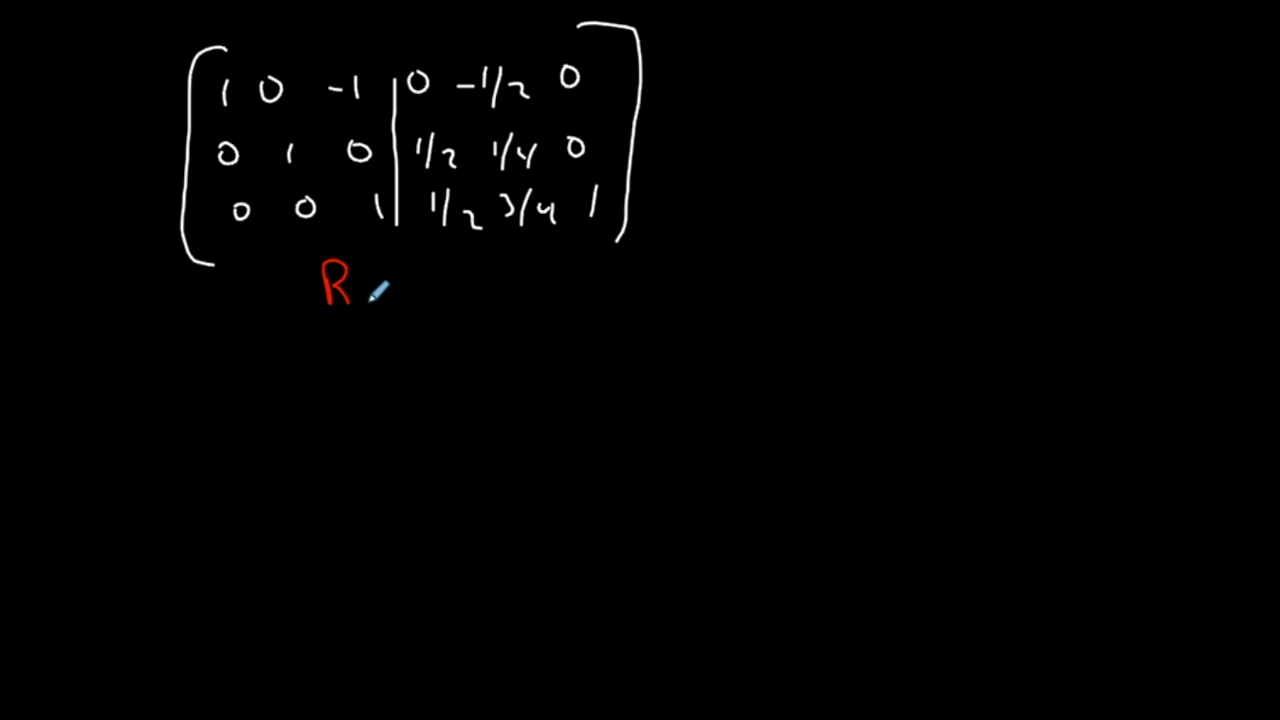 1 0 -1 | 0 -1/2 0
0 1 0 | 1/2 1/4 0
0 0 1 | 1/2 3/4 1
R